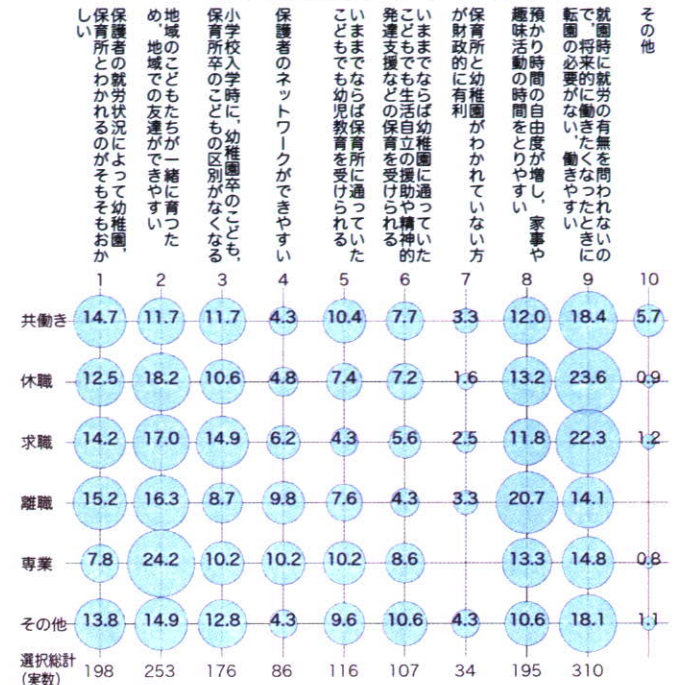 保護者の就労状況によって幼稚園,
保育所とわかれるのがそもそもおか
しい
地域のこどもたちが一緒に育つた
め, 地域での友達ができやすい
小学校入学時に, 幼稚園卒のこども,
保育所卒のこどもの区別がなくなる
保護者のネットワークができやすい
いままでならば保育所に通っていた
こどもでも幼児教育を受けられる
いままでならば幼稚園に通っていた
こどもでも生活自立の援助や精神的
発達支援などの保育を受けられる
保育所と幼稚園がわかれていない方
が財政的に有利
預かり時間の自由度が増し, 家事や
趣味活動の時間をとりやすい
就園時に就労の有無を問われないの
で, 将来的に働きたくなったときに
転園の必要がない, 働きやすい
その他
1 2 3 4 5 6 7 8 9 10
共働き 14.7 11.7 11.7 4.3 10.4 7.7 3.3 12.0 18.4 5.7
休職 12.5 18.2 10.6 4.8 7.4 7.2 1.6 13.2 23.6 0.9
求職 14.2 17.0 14.9 6.2 4.3 5.6 2.5 11.8 22.3 1.2
離職 15.2 16.3 8.7 9.8 7.6 4.3 3.3 20.7 14.1
専業 7.8 24.2 10.2 10.2 10.2 8.6 13.3 14.8 0.8
その他 13.8 14.9 12.8 4.3 9.6 10.6 4.3 10.6 18.1 1.1
選択総計
(実数) 198 253 176 86 116 107 34 195 310